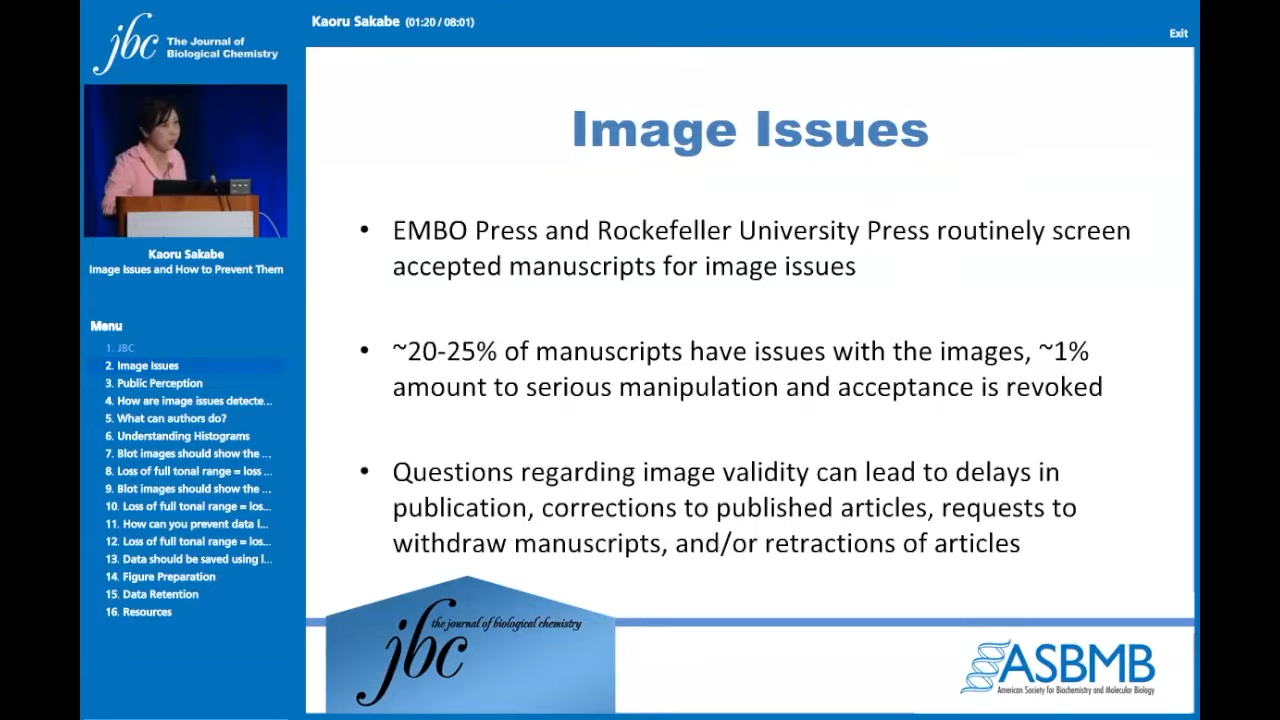 jbc
The Journal of
Biological Chemistry
Kaoru Sakabe (01:20 / 08:01)
Exit
Kaoru Sakabe
Image Issues and How to Prevent Them
Menu
1. JBC
2. Image Issues
3. Public Perception
4. How are image issues detecte...
5. What can authors do?
6. Understanding Histograms
7. Blot images should show the ...
8. Loss of full tonal range = loss ...
9. Blot images should show the ...
10. Loss of full tonal range = los...
11. How can you prevent data l...
12. Loss of full tonal range = los...
13. Data should be saved using l...
14. Figure Preparation
15. Data Retention
16. Resources
Image Issues
• EMBO Press and Rockefeller University Press routinely screen
accepted manuscripts for image issues
• ~20-25% of manuscripts have issues with the images, ~1%
amount to serious manipulation and acceptance is revoked
• Questions regarding image validity can lead to delays in
publication, corrections to published articles, requests to
withdraw manuscripts, and/or retractions of articles
the journal of biological chemistry
jbc
ASBMB
American Society for Biochemistry and Molecular Biology